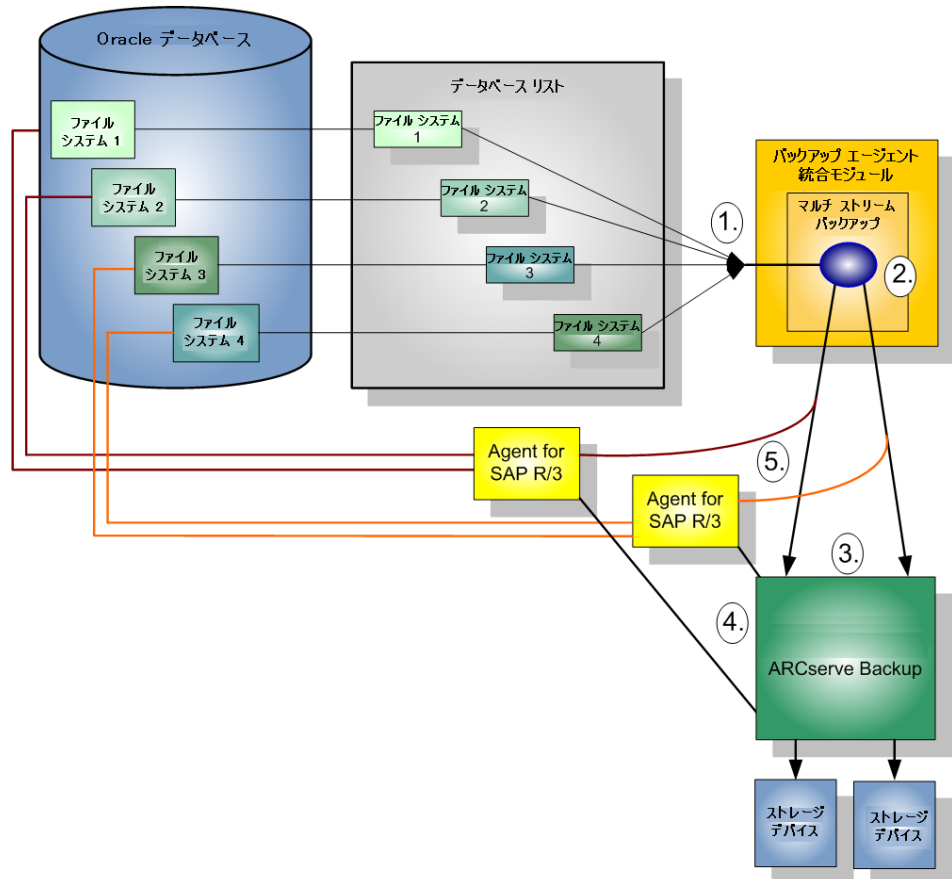 Oracle データベース
データベース リスト
ファイル
システム 1
ファイル
システム 2
ファイル
システム 3
ファイル
システム 4
ファイル システム
1
ファイル システム
2
ファイル システム
3
ファイル システム
4
1.
バックアップ エージェント
統合モジュール
マルチ ストリーム
バックアップ
2.
Agent for
SAP R/3
Agent for
SAP R/3
5.
3.
4.
ARCserve Backup
ストレージ
デバイス
ストレージ
デバイス